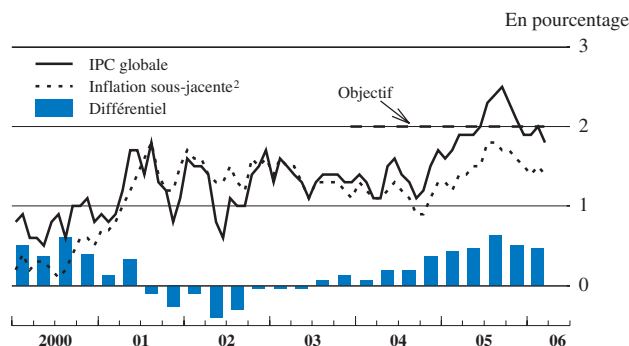 En pourcentage
3
IPC globale
Inflation sous-jacente²
Différentiel
Objectif
2
1
0
2000 01 02 03 04 05 06